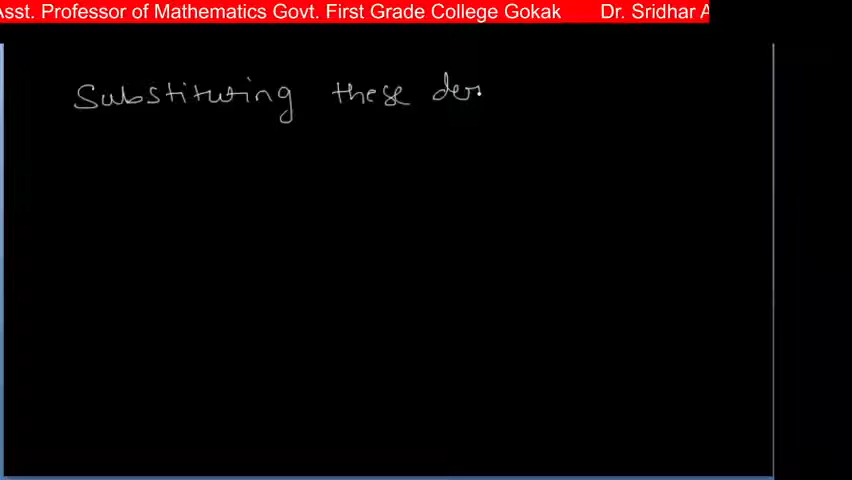 Asst. Professor of Mathematics Govt. First Grade College Gokak Dr. Sridhar A
Substituting these der